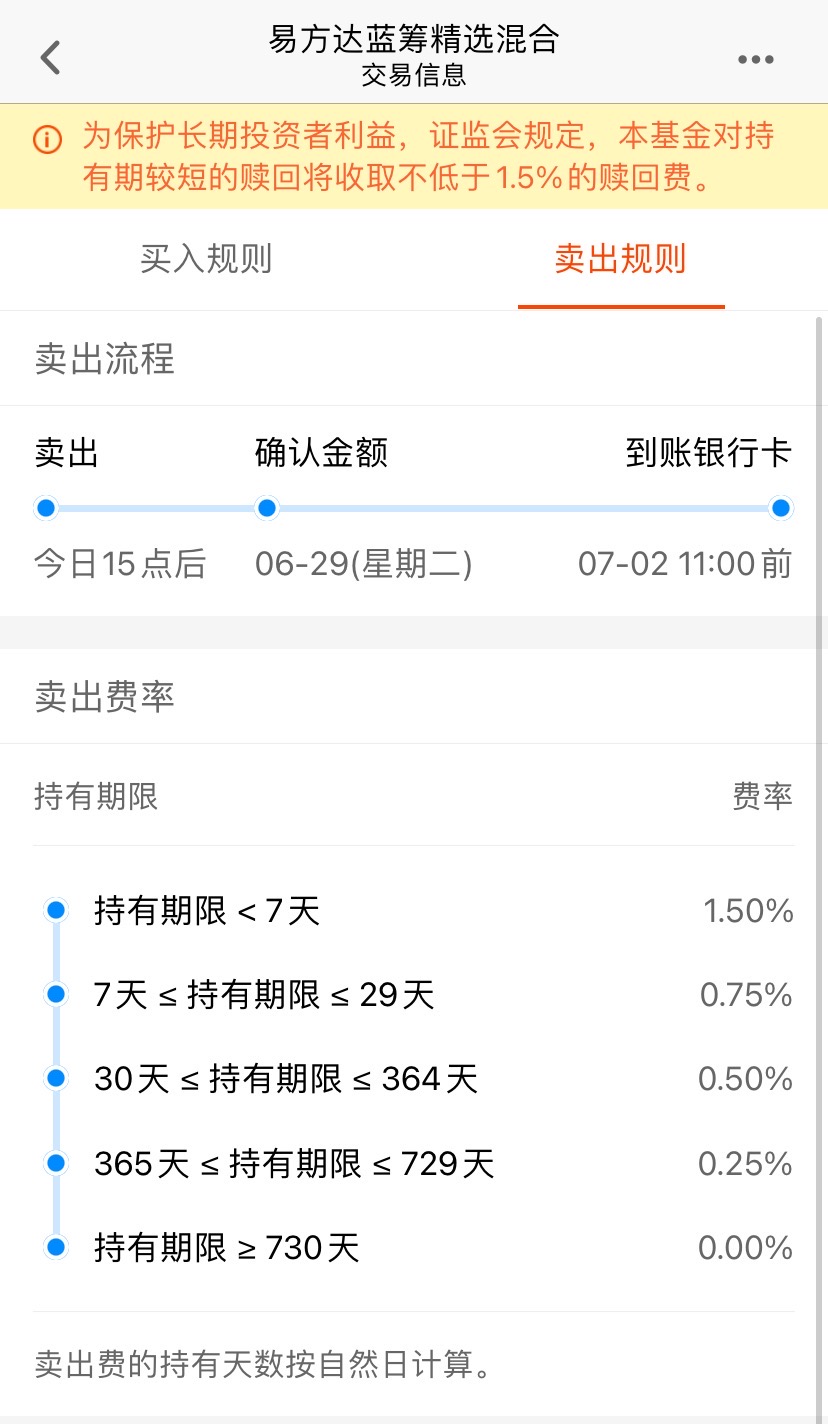 易方达蓝筹精选混合
交易信息
为保护长期投资者利益，证监会规定，本基金对持
有期较短的赎回将收取不低于1.5%的赎回费。
买入规则 卖出规则
卖出流程
卖出 确认金额 到账银行卡
今日15点后 06-29(星期二) 07-02 11:00前
卖出费率
持有期限 费率
持有期限 < 7天 1.50%
7天 ≤ 持有期限 ≤ 29天 0.75%
30天 ≤ 持有期限 ≤ 364天 0.50%
365天 ≤ 持有期限 ≤ 729天 0.25%
持有期限 ≥ 730天 0.00%
卖出费的持有天数按自然日计算。